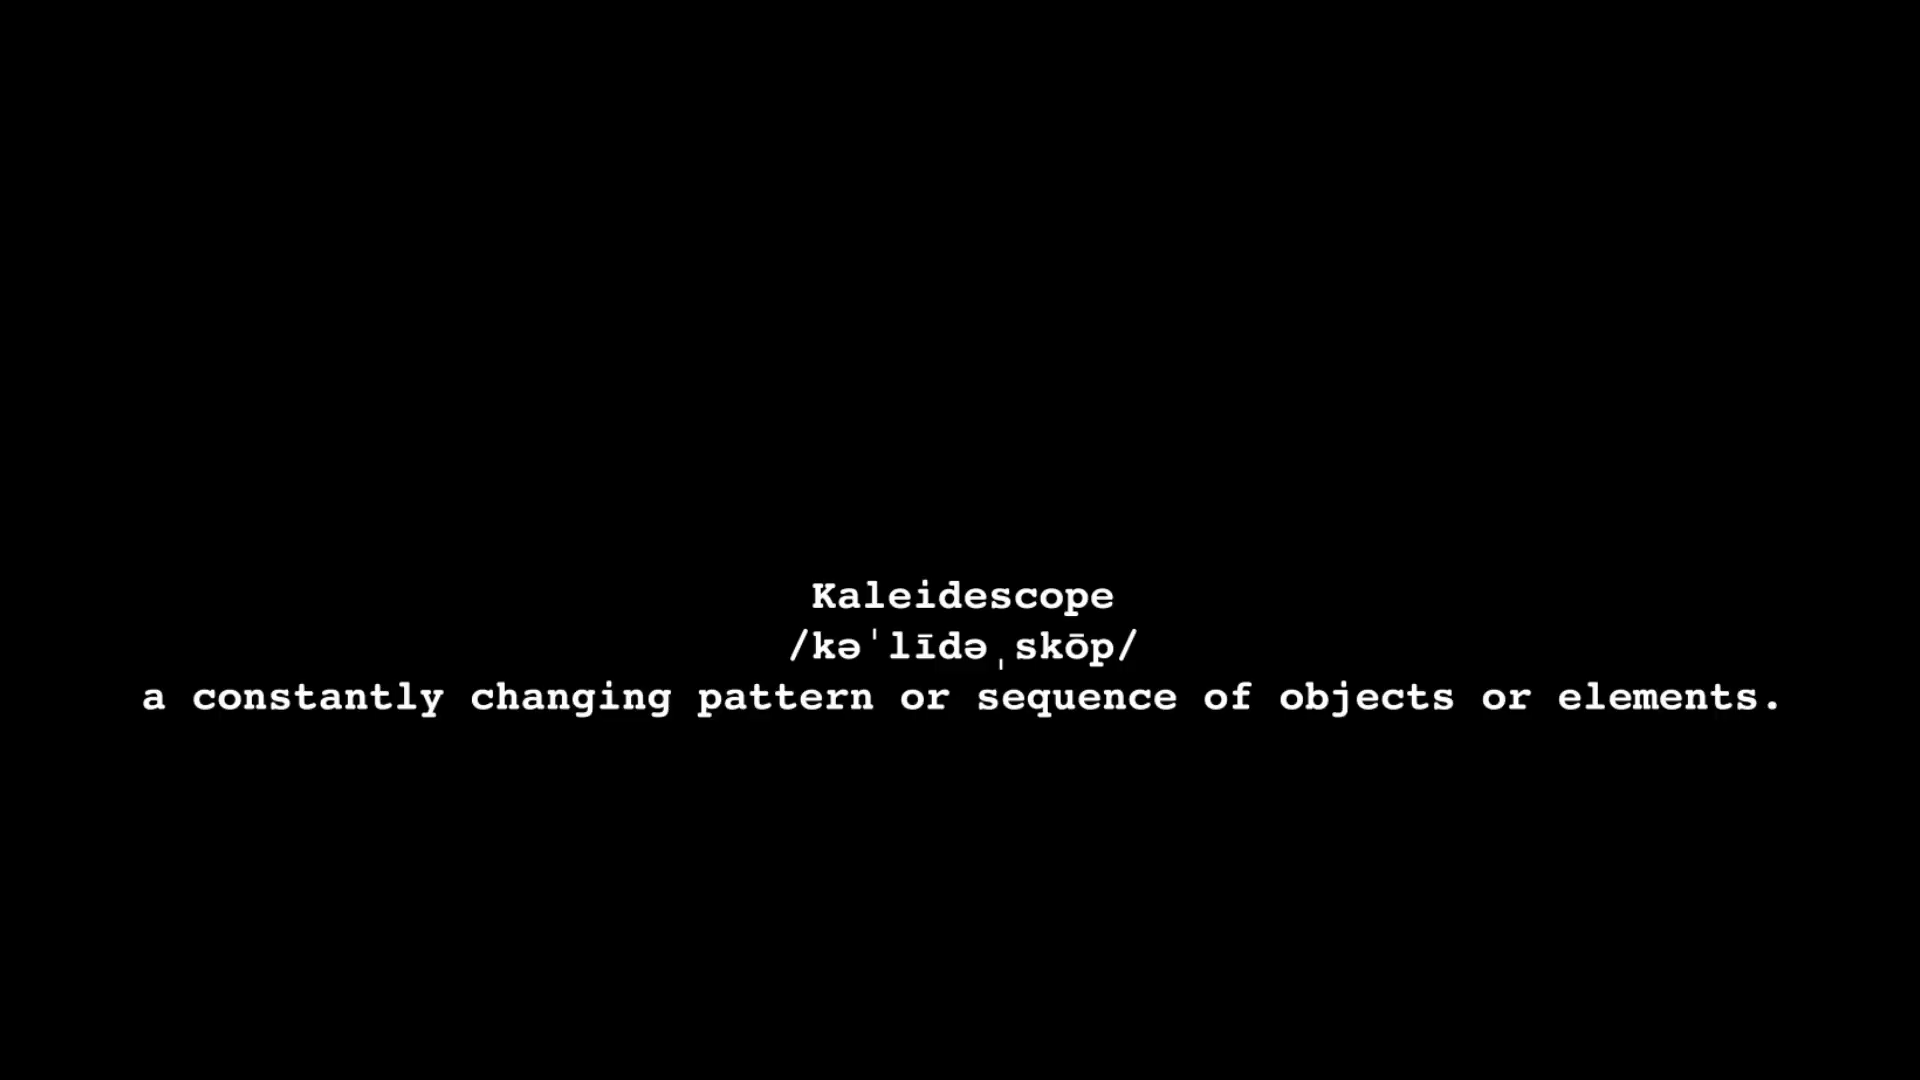 Kaleidescope
/kəˈlīdəˌskōp/
a constantly changing pattern or sequence of objects or elements.